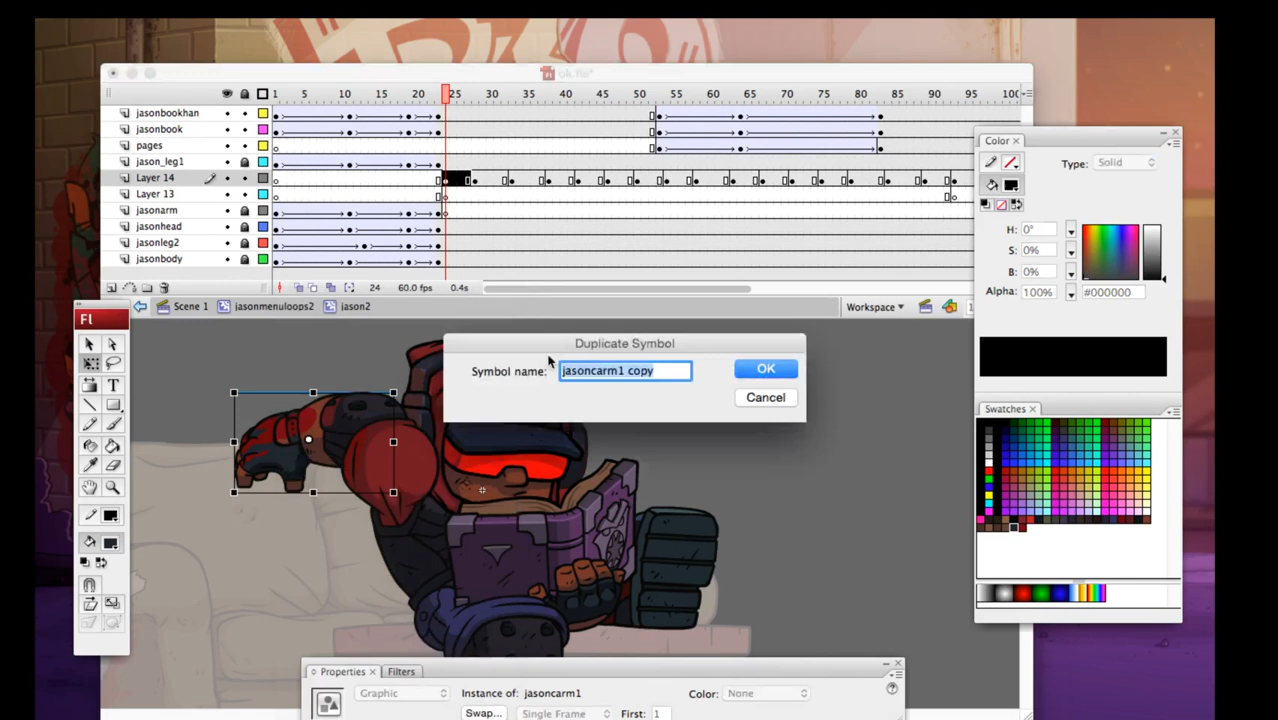 ok.fla*
1 5 10 15 20 25 30 35 40 45 50 55 60 65 70 75 80 85 90 95 100
jasonbookhan
jasonbook
pages
jason_leg1
Layer 14
Layer 13
jasonarm
jasonhead
jasonleg2
jasonbody
24 60.0 fps 0.4s
Scene 1 jasonmenuloops2 jason2 Workspace
Fl
T
Duplicate Symbol
Symbol name: jasoncarm1 copy OK
Cancel
Color ×
Type: Solid
H: 0°
S: 0%
B: 0%
Alpha: 100% #000000
Swatches ×
Properties × Filters
Graphic Instance of: jasoncarm1 Color: None
Swap... Single Frame First: 1